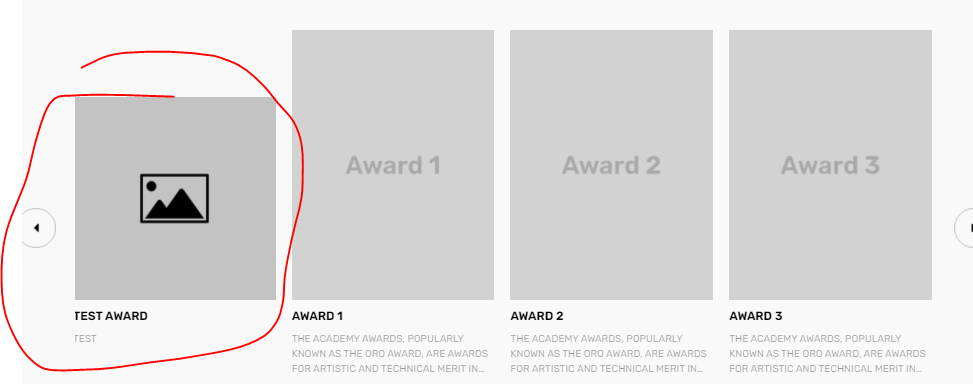 Award 1
Award 2
Award 3
TEST AWARD
TEST
AWARD 1
THE ACADEMY AWARDS, POPULARLY
KNOWN AS THE ORO AWARD, ARE AWARDS
FOR ARTISTIC AND TECHNICAL MERIT IN...
AWARD 2
THE ACADEMY AWARDS, POPULARLY
KNOWN AS THE ORO AWARD, ARE AWARDS
FOR ARTISTIC AND TECHNICAL MERIT IN...
AWARD 3
THE ACADEMY AWARDS, POPULARLY
KNOWN AS THE ORO AWARD, ARE AWARDS
FOR ARTISTIC AND TECHNICAL MERIT IN...